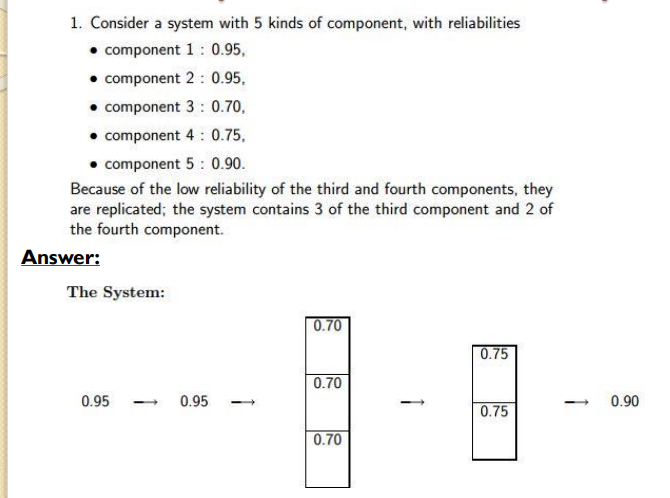 1. Consider a system with 5 kinds of component, with reliabilities
• component 1 : 0.95,
• component 2 : 0.95,
• component 3 : 0.70,
• component 4 : 0.75,
• component 5 : 0.90.
Because of the low reliability of the third and fourth components, they
are replicated; the system contains 3 of the third component and 2 of
the fourth component.
Answer:
The System:
0.95 → 0.95 →
0.70
0.70
0.70
→
0.75
0.75
→ 0.90